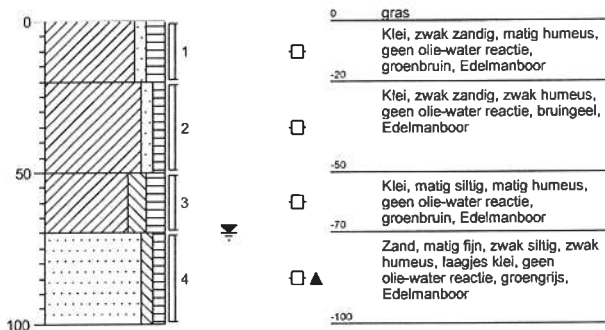 0
50
100
1
2
3
4
0 gras
Klei, zwak zandig, matig humeus,
geen olie-water reactie,
groenbruin, Edelmanboor
-20
Klei, zwak zandig, zwak humeus,
geen olie-water reactie, bruingeel,
Edelmanboor
-50
Klei, matig siltig, matig humeus,
geen olie-water reactie,
groenbruin, Edelmanboor
-70
Zand, matig fijn, zwak siltig, zwak
humeus, laagjes klei, geen
olie-water reactie, groengrijs,
Edelmanboor
-100